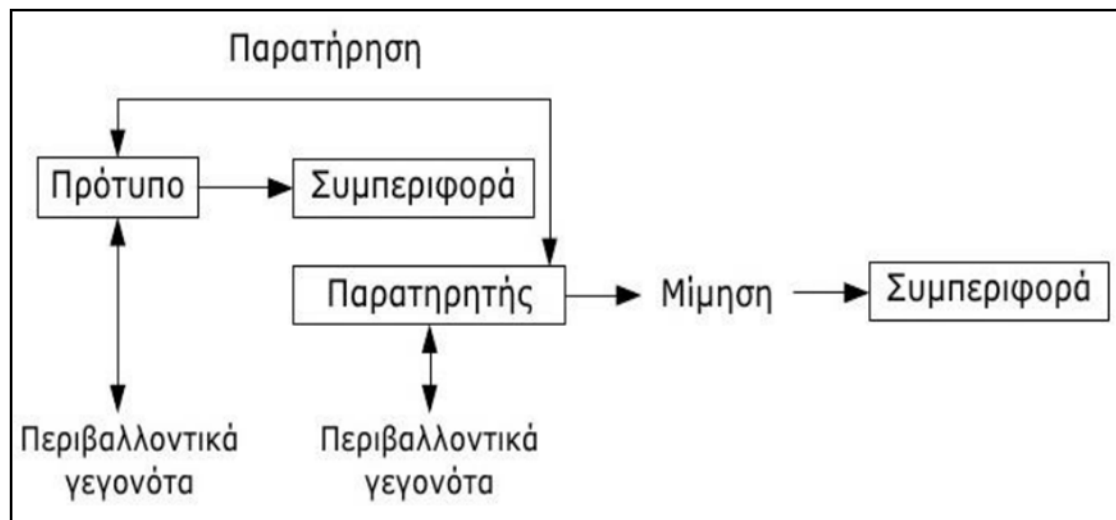 Παρατήρηση
Πρότυπο
Συμπεριφορά
Παρατηρητής
Μίμηση
Συμπεριφορά
Περιβαλλοντικά
γεγονότα
Περιβαλλοντικά
γεγονότα